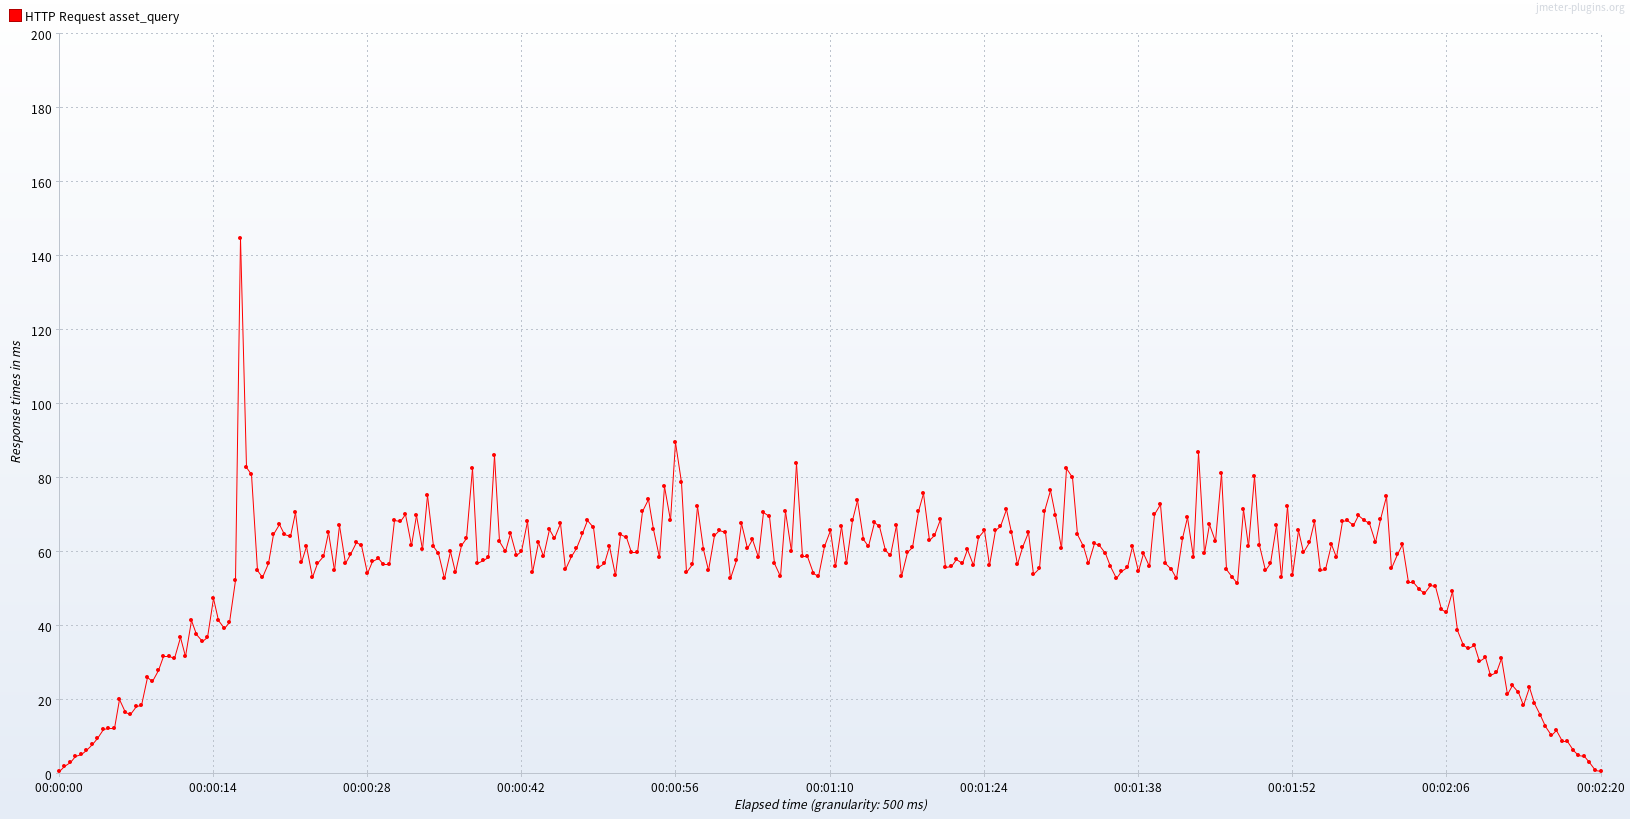 HTTP Request asset_query
jmeter-plugins.org
200
180
160
140
120
100
80
60
40
20
0
Response times in ms
00:00:00 00:00:14 00:00:28 00:00:42 00:00:56 00:01:10 00:01:24 00:01:38 00:01:52 00:02:06 00:02:20
Elapsed time (granularity: 500 ms)